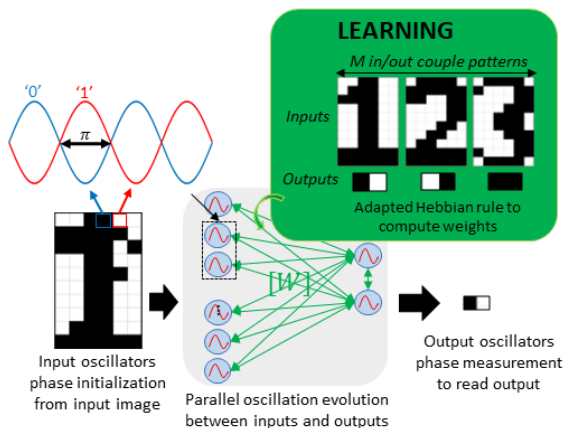 LEARNING
M in/out couple patterns
Inputs
Outputs
Adapted Hebbian rule to
compute weights
'0'
'1'
π
[W]
Input oscillators
phase initialization
from input image
Parallel oscillation evolution
between inputs and outputs
Output oscillators
phase measurement
to read output